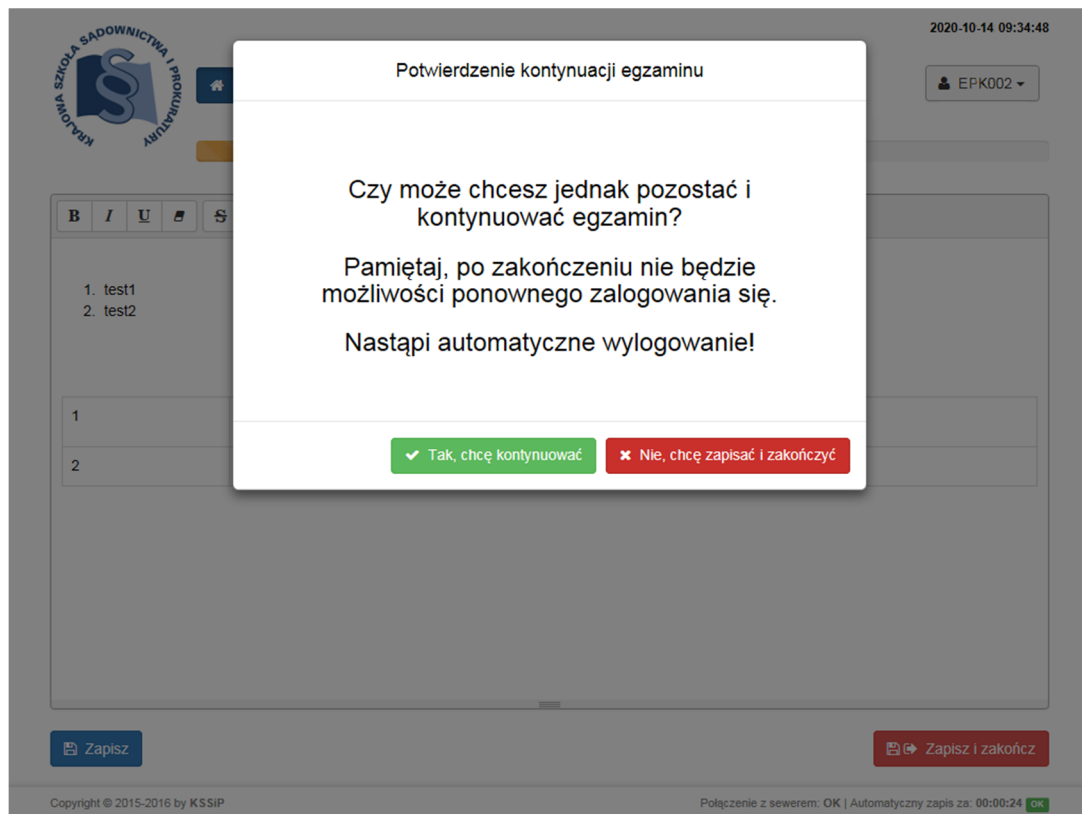 2020-10-14 09:34:48
KRAJOWA SZKOŁA SĄDOWNICTWA I PROKURATURY
EPK002
Potwierdzenie kontynuacji egzaminu
Czy może chcesz jednak pozostać i
kontynuować egzamin?
Pamiętaj, po zakończeniu nie będzie
możliwości ponownego zalogowania się.
Nastąpi automatyczne wylogowanie!
Tak, chcę kontynuować
Nie, chcę zapisać i zakończyć
B I U S
1. test1
2. test2
1
2
Zapisz
Zapisz i zakończ
Copyright © 2015-2016 by KSSiP
Połączenie z sewerem: OK | Automatyczny zapis za: 00:00:24 OK